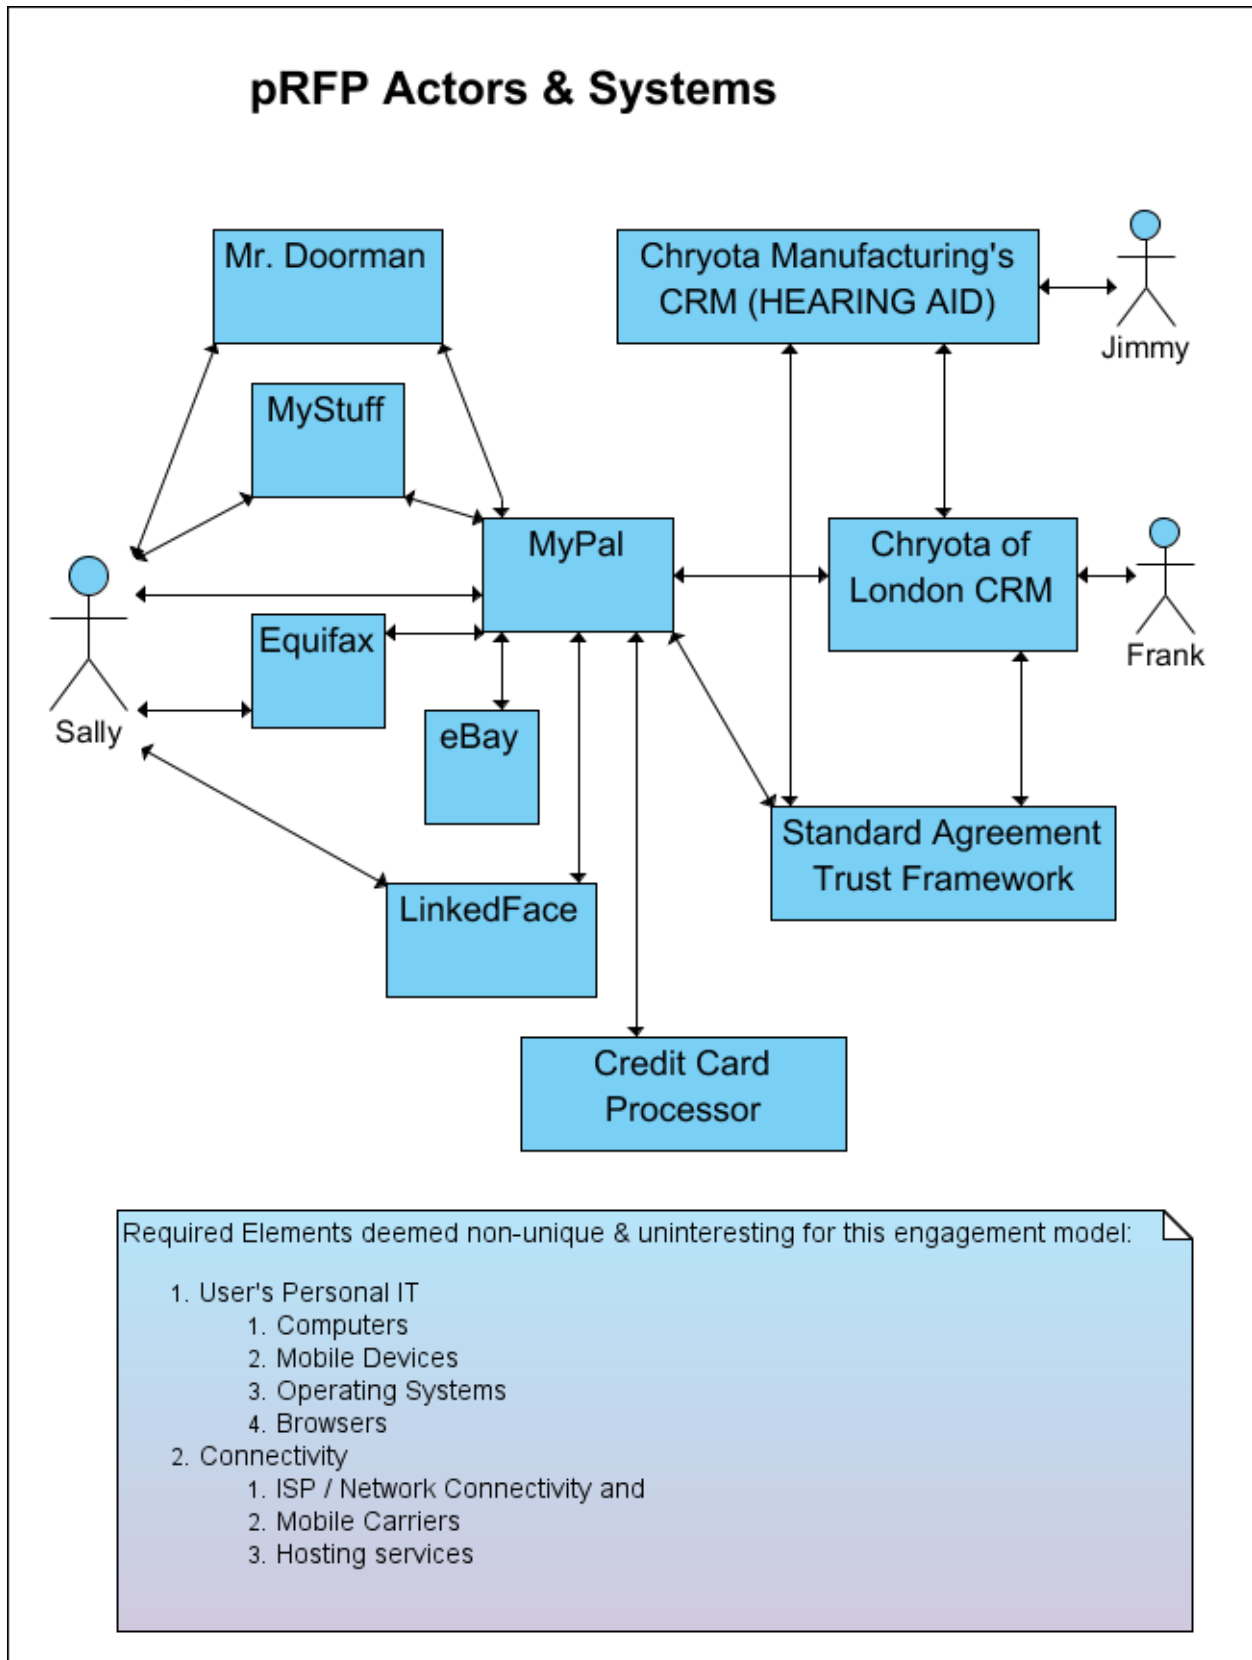 pRFP Actors & Systems
Mr. Doorman
Chryota Manufacturing's
CRM (HEARING AID)
Jimmy
MyStuff
MyPal
Chryota of
London CRM
Frank
Sally
Equifax
eBay
LinkedFace
Standard Agreement
Trust Framework
Credit Card
Processor
Required Elements deemed non-unique & uninteresting for this engagement model:
1. User's Personal IT
1. Computers
2. Mobile Devices
3. Operating Systems
4. Browsers
2. Connectivity
1. ISP / Network Connectivity and
2. Mobile Carriers
3. Hosting services